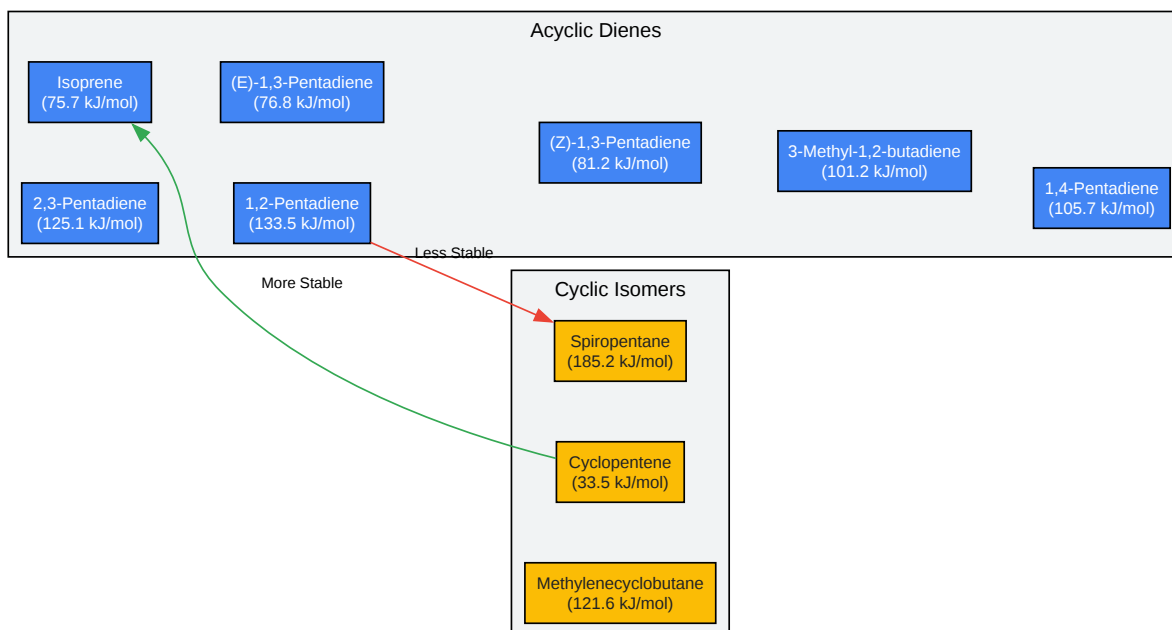 Acyclic Dienes
Isoprene
(75.7 kJ/mol)
(E)-1,3-Pentadiene
(76.8 kJ/mol)
(Z)-1,3-Pentadiene
(81.2 kJ/mol)
3-Methyl-1,2-butadiene
(101.2 kJ/mol)
1,4-Pentadiene
(105.7 kJ/mol)
2,3-Pentadiene
(125.1 kJ/mol)
1,2-Pentadiene
(133.5 kJ/mol)
Less Stable
More Stable
Cyclic Isomers
Spiropentane
(185.2 kJ/mol)
Cyclopentene
(33.5 kJ/mol)
Methylenecyclobutane
(121.6 kJ/mol)